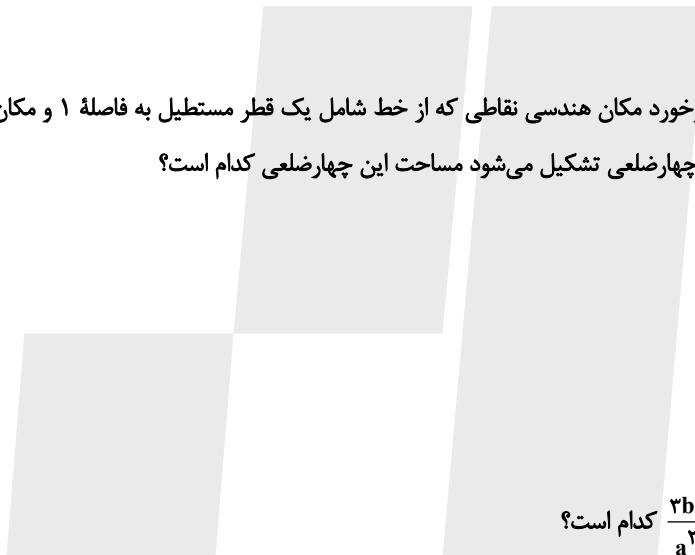 خورد مکان هندسی نقاطی که از خط شامل یک قطر مستطیل به فاصلهٔ ۱ و مکان
چهارضلعی تشکیل می‌شود مساحت این چهارضلعی کدام است؟
۳b/a۲ کدام است؟